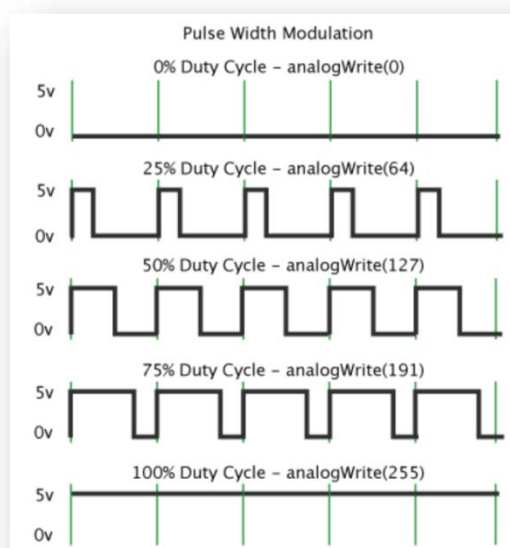 Pulse Width Modulation
0% Duty Cycle – analogWrite(0)
5v
0v
25% Duty Cycle – analogWrite(64)
5v
0v
50% Duty Cycle – analogWrite(127)
5v
0v
75% Duty Cycle – analogWrite(191)
5v
0v
100% Duty Cycle – analogWrite(255)
5v
0v